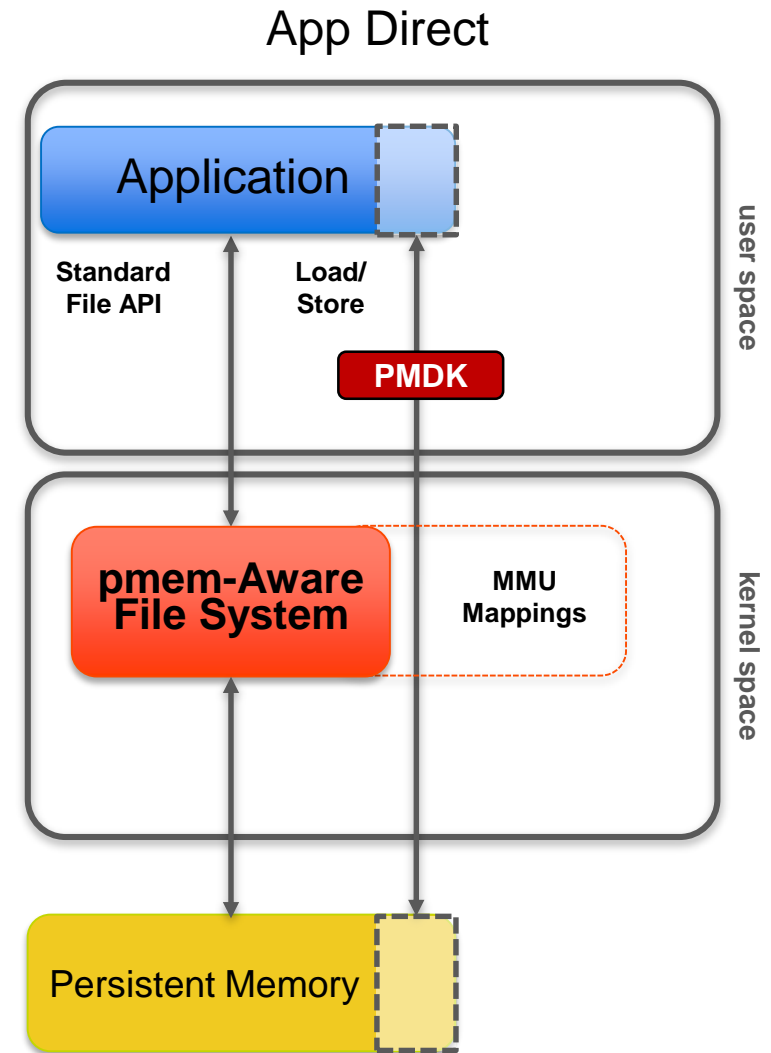 App Direct
Application
Standard
File API
Load/
Store
PMDK
user space
pmem-Aware
File System
MMU
Mappings
kernel space
Persistent Memory